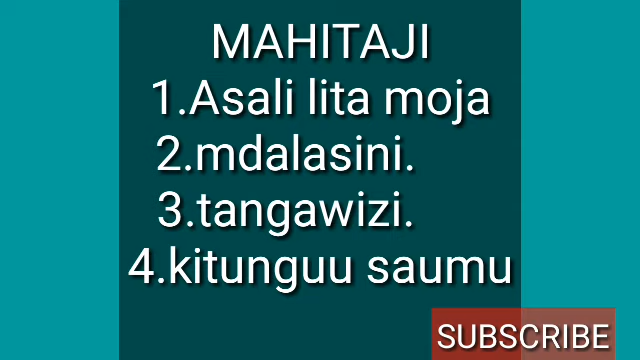 MAHITAJI
1.Asali lita moja
2.mdalasini.
3.tangawizi.
4.kitunguu saumu
SUBSCRIBE